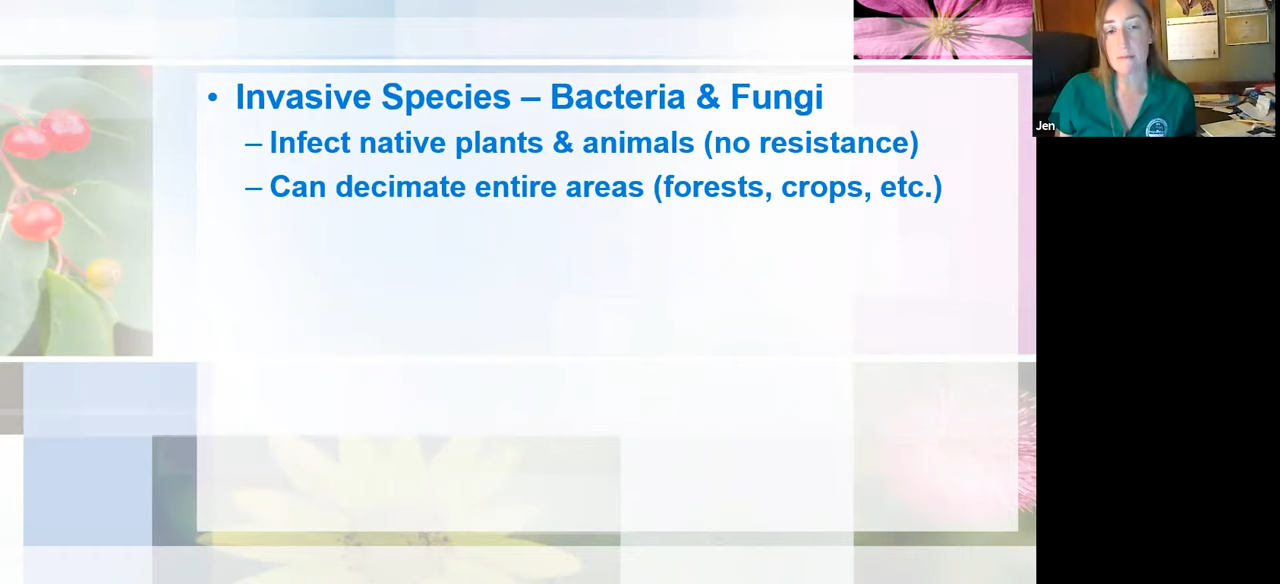 • Invasive Species – Bacteria & Fungi
– Infect native plants & animals (no resistance)
– Can decimate entire areas (forests, crops, etc.)
Jen